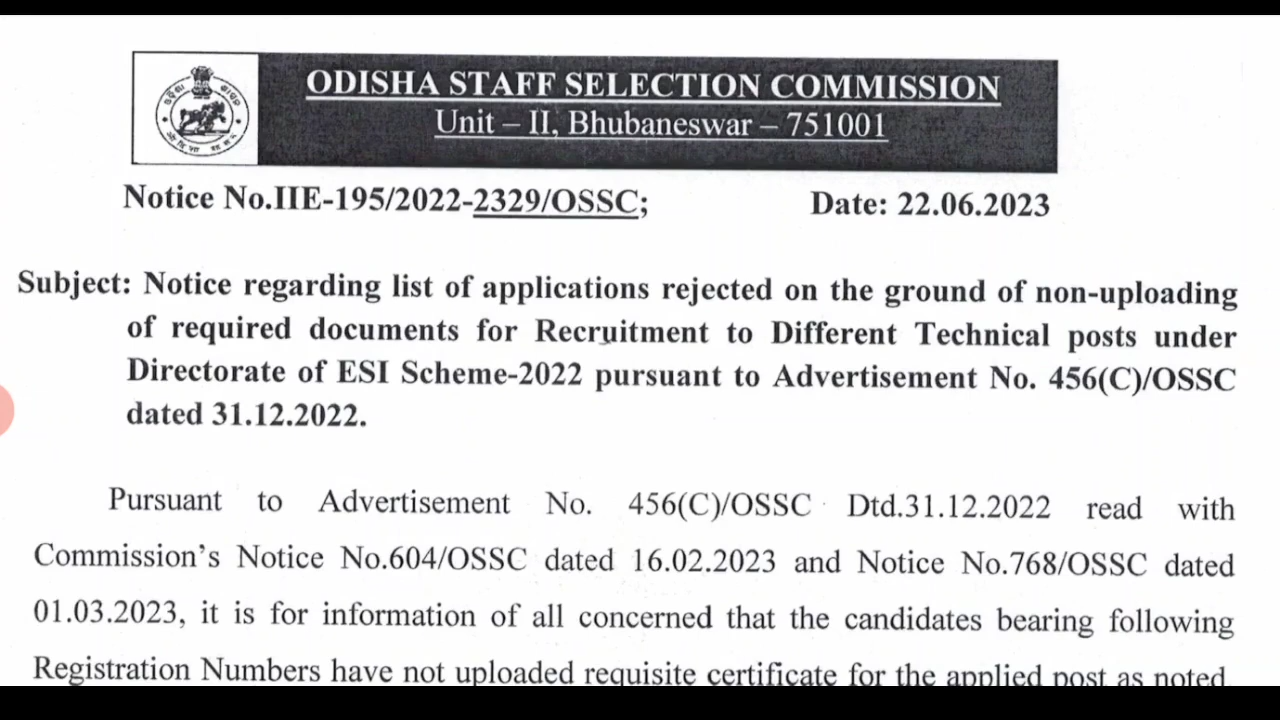 ODISHA STAFF SELECTION COMMISSION
Unit – II, Bhubaneswar – 751001
Notice No.IIE-195/2022-2329/OSSC;
Date: 22.06.2023
Subject: Notice regarding list of applications rejected on the ground of non-uploading
of required documents for Recruitment to Different Technical posts under
Directorate of ESI Scheme-2022 pursuant to Advertisement No. 456(C)/OSSC
dated 31.12.2022.
Pursuant to Advertisement No. 456(C)/OSSC Dtd.31.12.2022 read with
Commission’s Notice No.604/OSSC dated 16.02.2023 and Notice No.768/OSSC dated
01.03.2023, it is for information of all concerned that the candidates bearing following
Registration Numbers have not uploaded requisite certificate for the applied post as noted